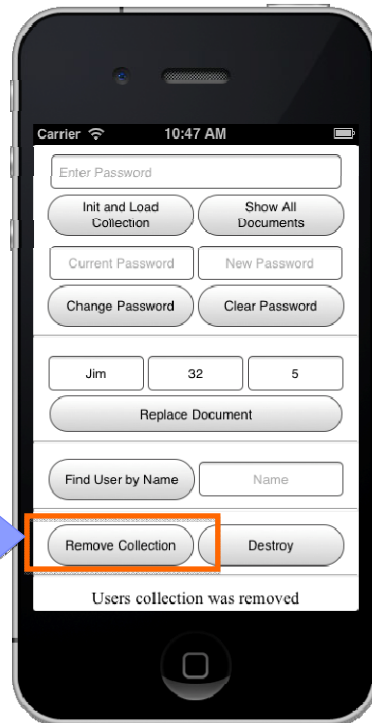 Carrier 10:47 AM
Enter Password
Init and Load Collection
Show All Documents
Current Password New Password
Change Password Clear Password
Jim 32 5
Replace Document
Find User by Name Name
Remove Collection Destroy
Users collection was removed